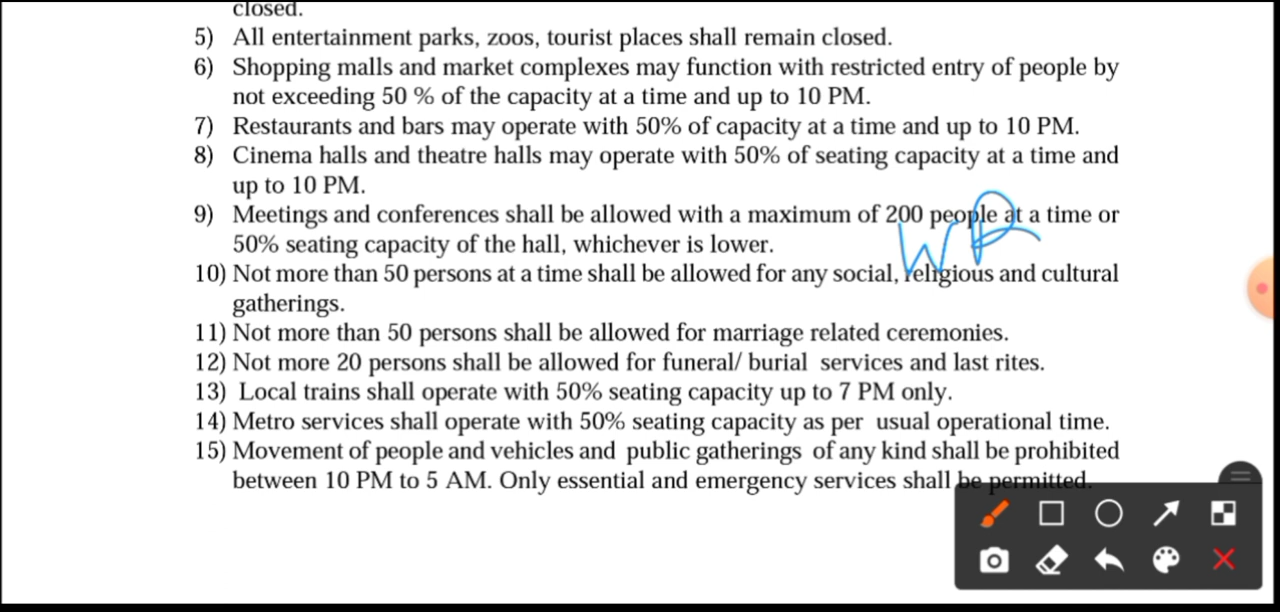 closed.
5) All entertainment parks, zoos, tourist places shall remain closed.
6) Shopping malls and market complexes may function with restricted entry of people by
not exceeding 50 % of the capacity at a time and up to 10 PM.
7) Restaurants and bars may operate with 50% of capacity at a time and up to 10 PM.
8) Cinema halls and theatre halls may operate with 50% of seating capacity at a time and
up to 10 PM.
9) Meetings and conferences shall be allowed with a maximum of 200 people at a time or
50% seating capacity of the hall, whichever is lower.
10) Not more than 50 persons at a time shall be allowed for any social, religious and cultural
gatherings.
11) Not more than 50 persons shall be allowed for marriage related ceremonies.
12) Not more 20 persons shall be allowed for funeral/ burial services and last rites.
13) Local trains shall operate with 50% seating capacity up to 7 PM only.
14) Metro services shall operate with 50% seating capacity as per usual operational time.
15) Movement of people and vehicles and public gatherings of any kind shall be prohibited
between 10 PM to 5 AM. Only essential and emergency services shall be permitted.